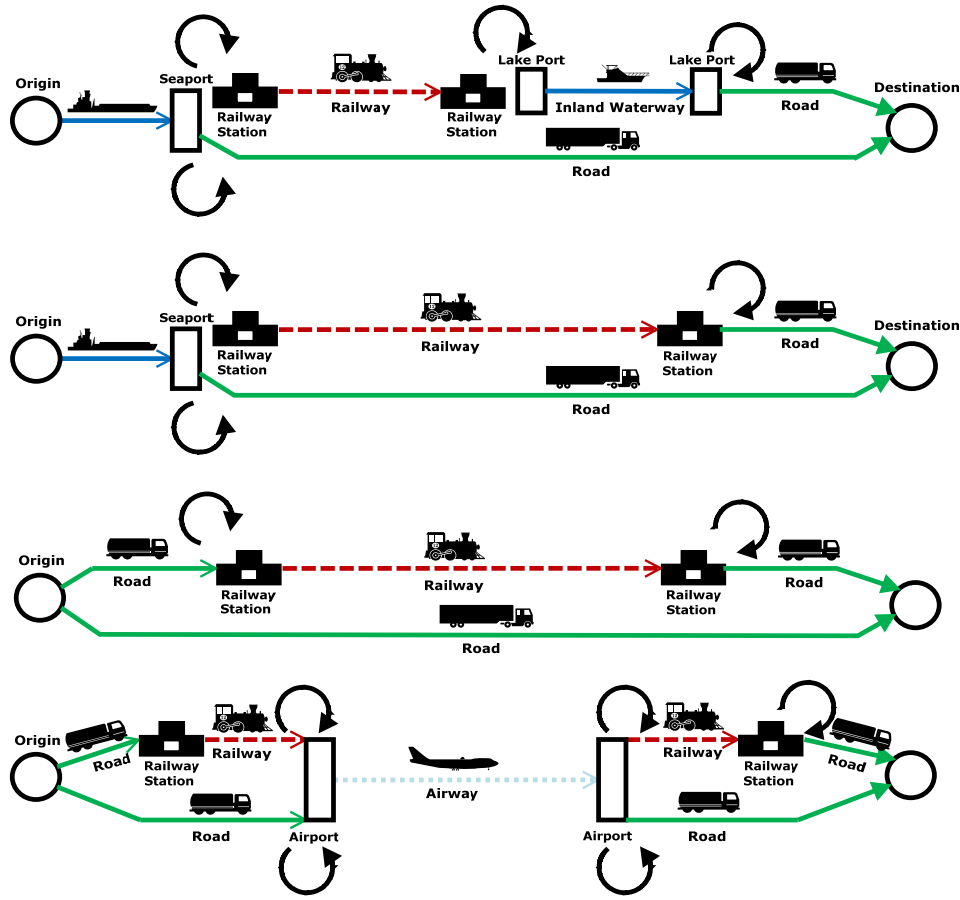 Origin
Seaport
Railway
Station
Railway
Railway
Station
Lake Port
Inland Waterway
Lake Port
Road
Destination
Road
Origin
Seaport
Railway
Station
Railway
Railway
Station
Road
Destination
Road
Origin
Road
Railway
Station
Railway
Railway
Station
Road
Road
Origin
Road
Railway
Station
Railway
Road
Airport
Airway
Airport
Railway
Railway
Station
Road
Road